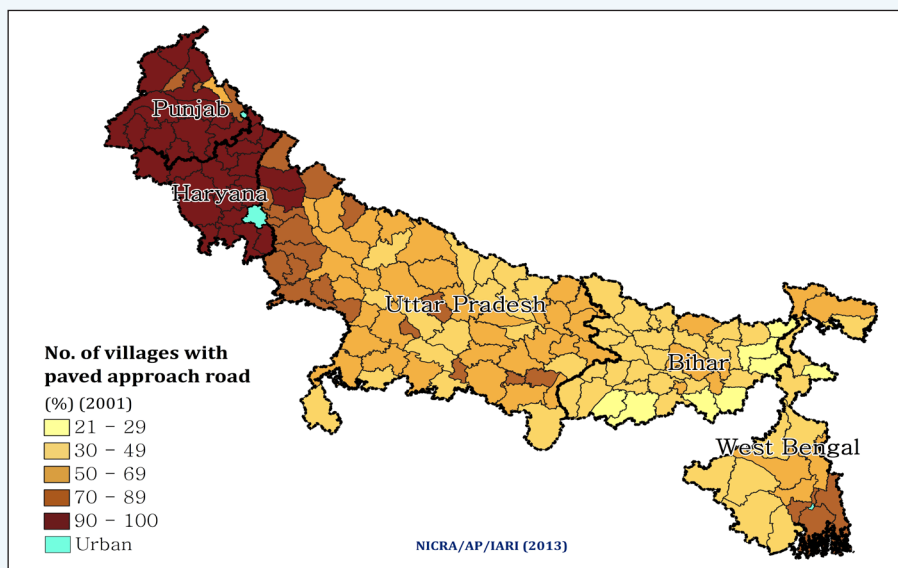 Punjab
Haryana
Uttar Pradesh
Bihar
West Bengal
No. of villages with
paved approach road
(%) (2001)
21 - 29
30 - 49
50 - 69
70 - 89
90 - 100
Urban
NICRA/AP/IARI (2013)